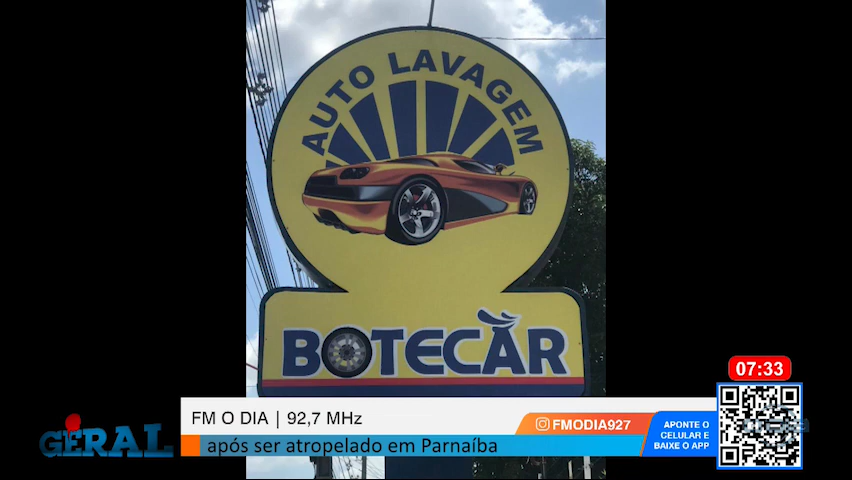 AUTO LAVAGEM
BOTECAR
07:33
FM O DIA | 92,7 MHz
FMODIA927
APONTE O
CELULAR E
BAIXE O APP
GERAL
após ser atropelado em Parnaíba